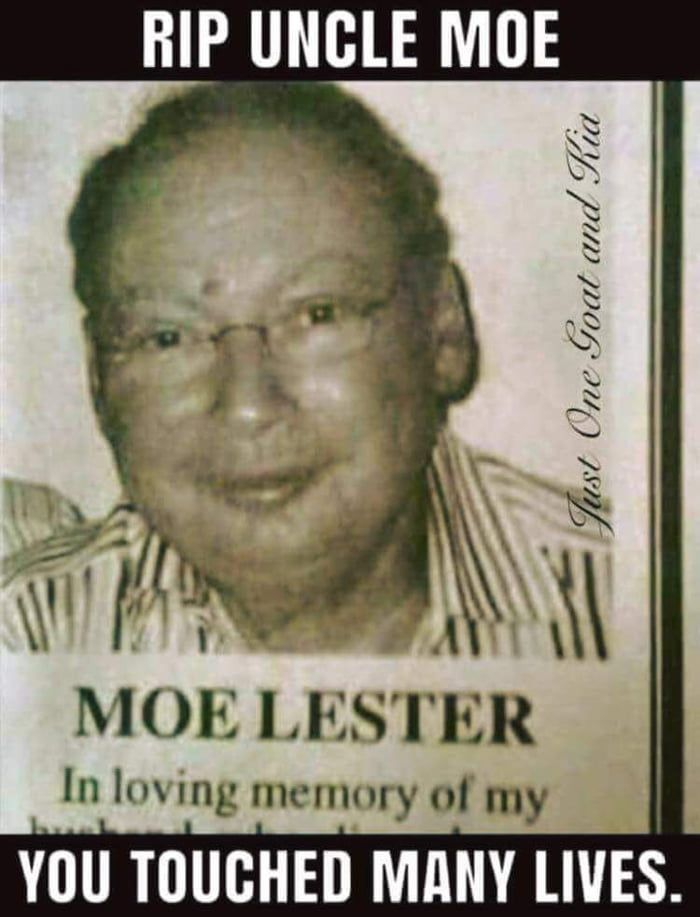 RIP UNCLE MOE
Just One Goat and Kia
MOE LESTER
In loving memory of my
YOU TOUCHED MANY LIVES.